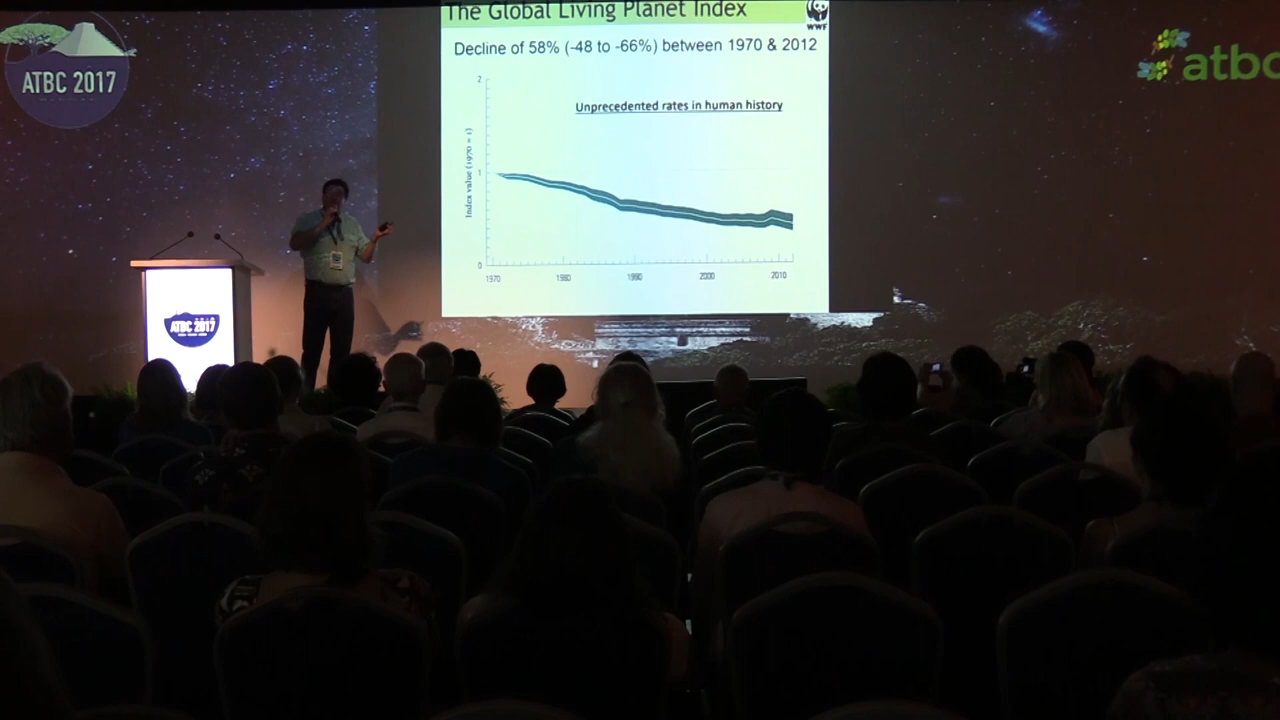 The Global Living Planet Index
WWF
Decline of 58% (-48 to -66%) between 1970 & 2012
Unprecedented rates in human history
Index value (1970 = 1)
2
1
0
1970
1980
1990
2000
2010
ATBC 2017
atbc
ATBC 2017